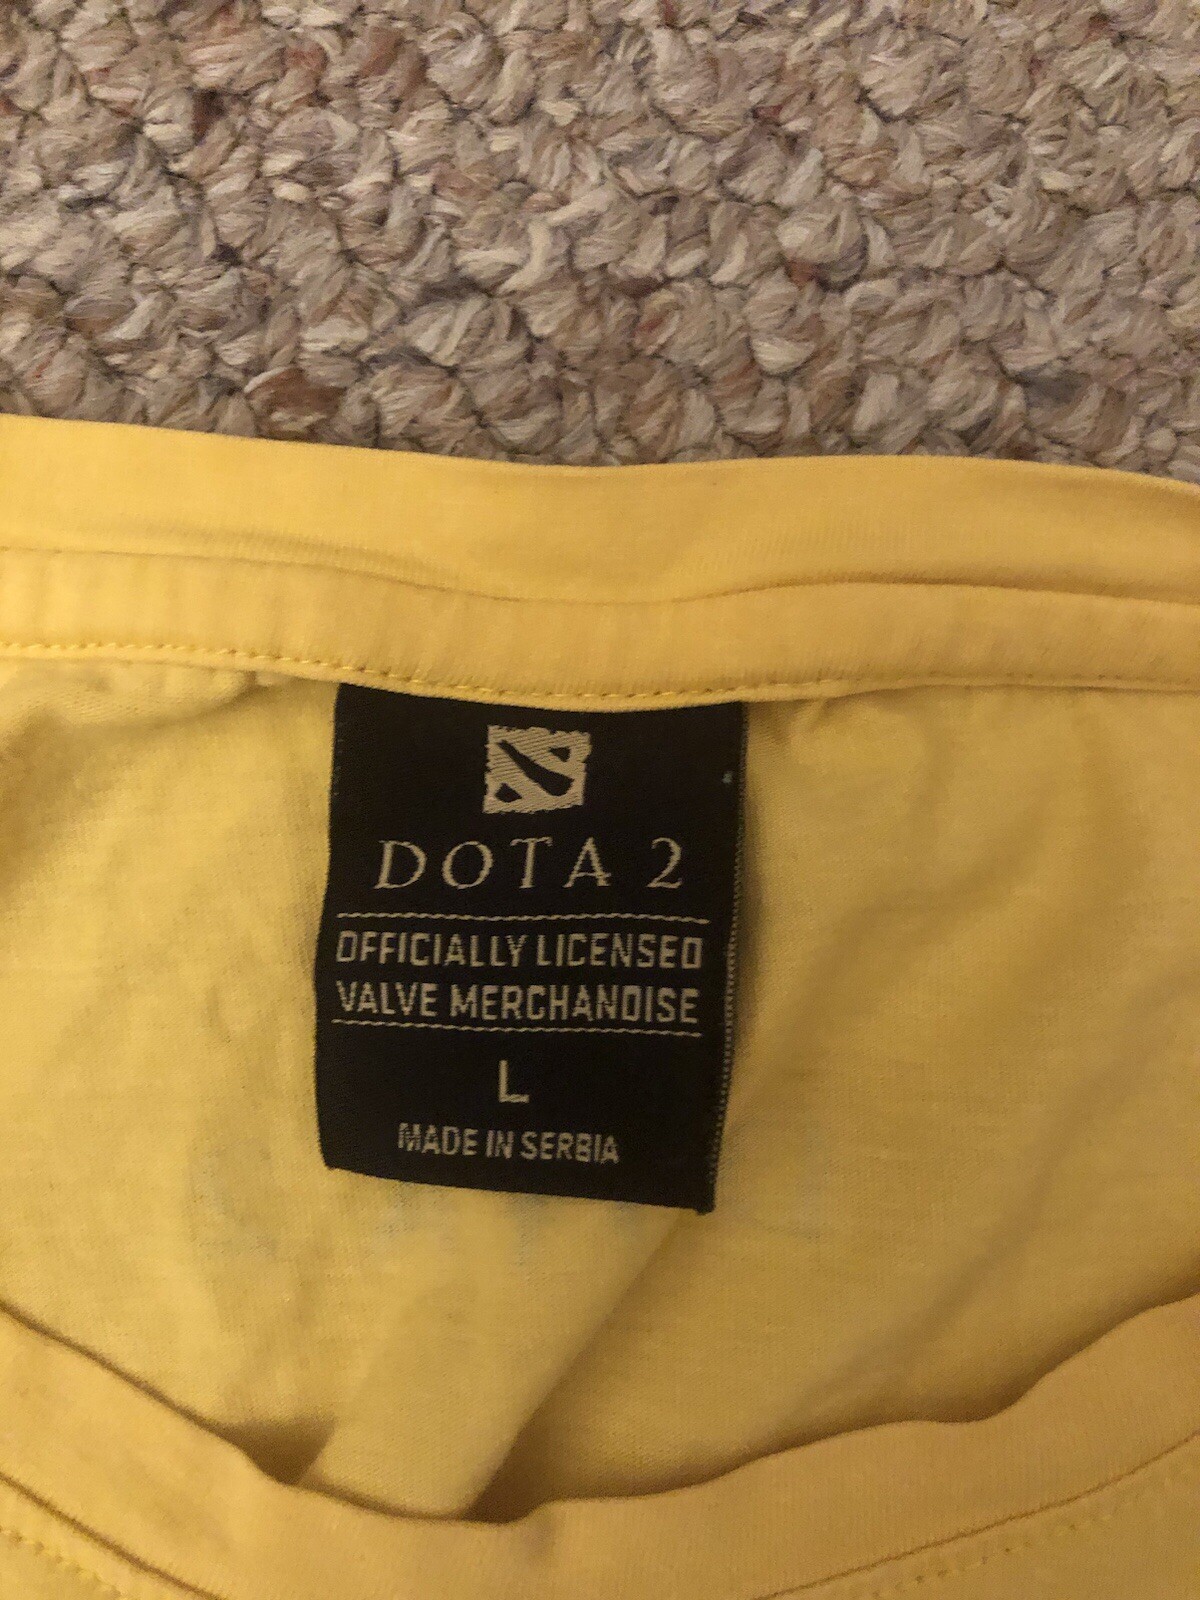 DOTA 2
OFFICIALLY LICENSED
VALVE MERCHANDISE
L
MADE IN SERBIA